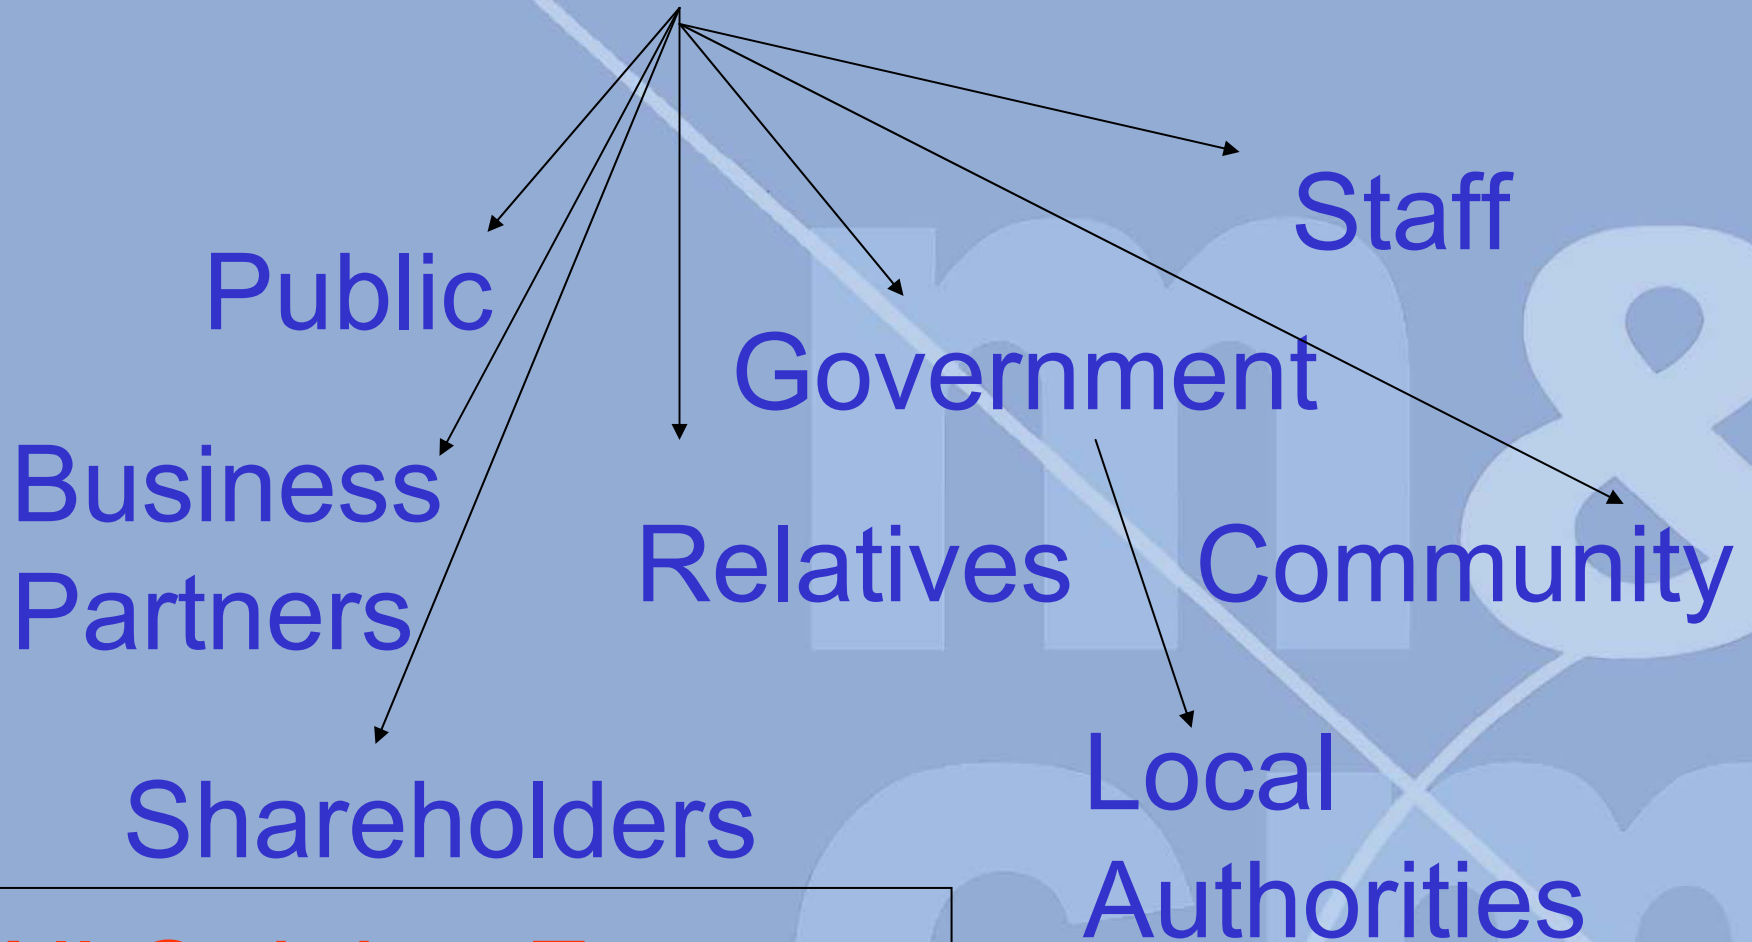 Staff
Public
Government
Business
Partners
Relatives
Community
Local
Authorities
Shareholders
m&